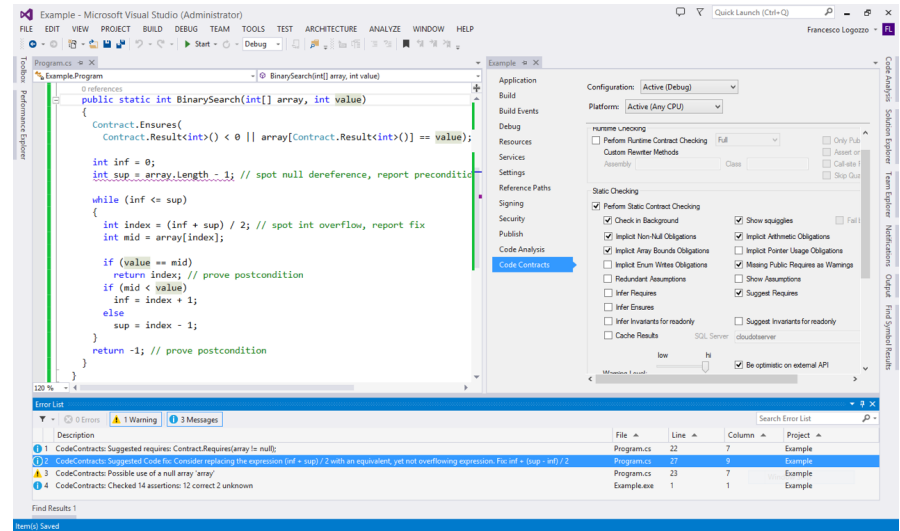 Example - Microsoft Visual Studio (Administrator)
Quick Launch (Ctrl+Q)
FILE EDIT VIEW PROJECT BUILD DEBUG TEAM TOOLS TEST ARCHITECTURE ANALYZE WINDOW HELP
Francesco Logozzo FL
Start Debug
Toolbox
Performance Explorer
Program.cs
Example.Program
BinarySearch(int[] array, int value)
0 references
public static int BinarySearch(int[] array, int value)
{
Contract.Ensures(
Contract.Result<int>() < 0 || array[Contract.Result<int>()] == value);
int inf = 0;
int sup = array.Length - 1; // spot null dereference, report preconditic
while (inf <= sup)
{
int index = (inf + sup) / 2; // spot int overflow, report fix
int mid = array[index];
if (value == mid)
return index; // prove postcondition
if (mid < value)
inf = index + 1;
else
sup = index - 1;
}
return -1; // prove postcondition
}
}
120 %
Example
Application
Build
Build Events
Debug
Resources
Services
Settings
Reference Paths
Signing
Security
Publish
Code Analysis
Code Contracts
Configuration: Active (Debug)
Platform: Active (Any CPU)
Runtime Checking
Perform Runtime Contract Checking Full Only Pub
Custom Rewriter Methods Assert on
Assembly Class Call-site
Skip Qua
Static Checking
Perform Static Contract Checking
Check in Background Show squigglies Fail
Implicit Non-Null Obligations Implicit Arithmetic Obligations
Implicit Array Bounds Obligations Implicit Pointer Usage Obligations
Implicit Enum Writes Obligations Missing Public Requires as Warnings
Redundant Assumptions Show Assumptions
Infer Requires Suggest Requires
Infer Ensures
Infer Invariants for readonly Suggest Invariants for readonly
Cache Results SQL Server cloudotserver
low hi
Warning Level: Be optimistic on external API
Code Analysis
Solution Explorer
Team Explorer
Notifications
Output
Find Symbol Results
Error List
0 Errors 1 Warning 3 Messages
Search Error List
Description File Line Column Project
1 CodeContracts: Suggested requires: Contract.Requires(array != null); Program.cs 22 7 Example
2 CodeContracts: Suggested Code fix: Consider replacing the expression (inf + sup) / 2 with an equivalent, yet not overflowing expression. Fix: inf + (sup - inf) / 2 Program.cs 27 9 Example
3 CodeContracts: Possible use of a null array 'array' Program.cs 23 7 Example
4 CodeContracts: Checked 14 assertions: 12 correct 2 unknown Example.exe 1 1 Example
Find Results 1
Item(s) Saved